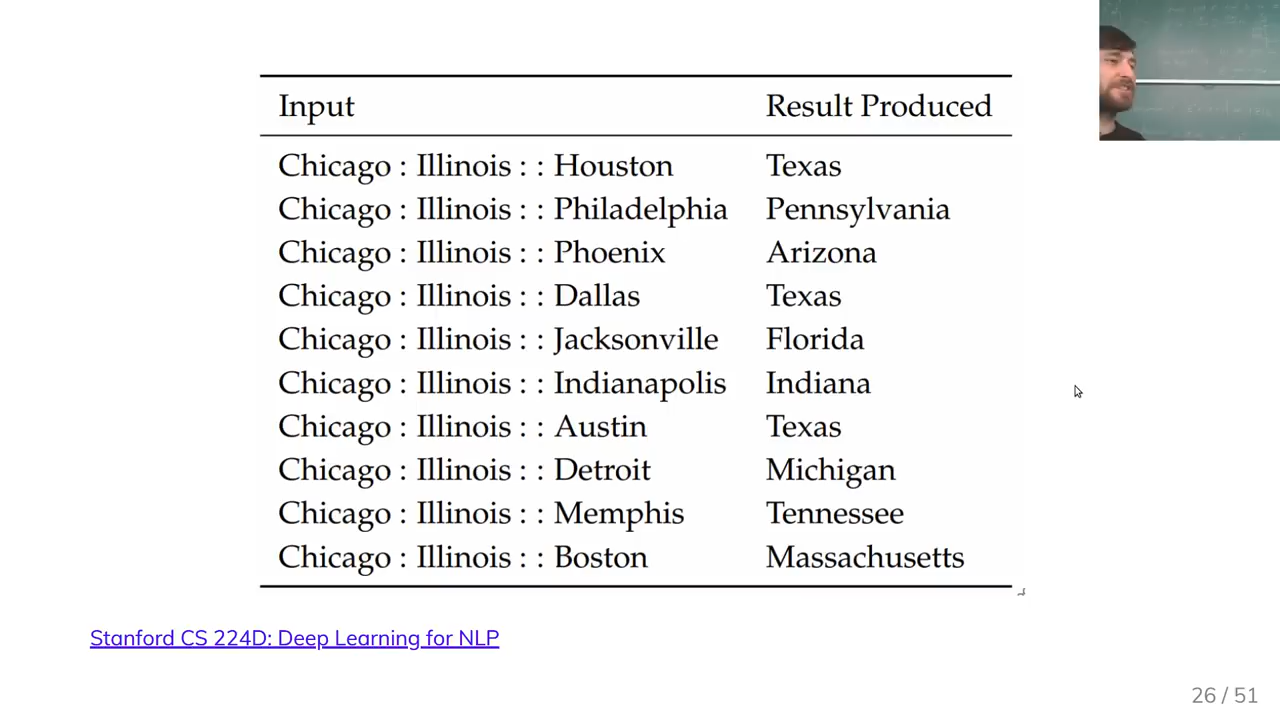 Input Result Produced
Chicago : Illinois : : Houston Texas
Chicago : Illinois : : Philadelphia Pennsylvania
Chicago : Illinois : : Phoenix Arizona
Chicago : Illinois : : Dallas Texas
Chicago : Illinois : : Jacksonville Florida
Chicago : Illinois : : Indianapolis Indiana
Chicago : Illinois : : Austin Texas
Chicago : Illinois : : Detroit Michigan
Chicago : Illinois : : Memphis Tennessee
Chicago : Illinois : : Boston Massachusetts
Stanford CS 224D: Deep Learning for NLP
26 / 51